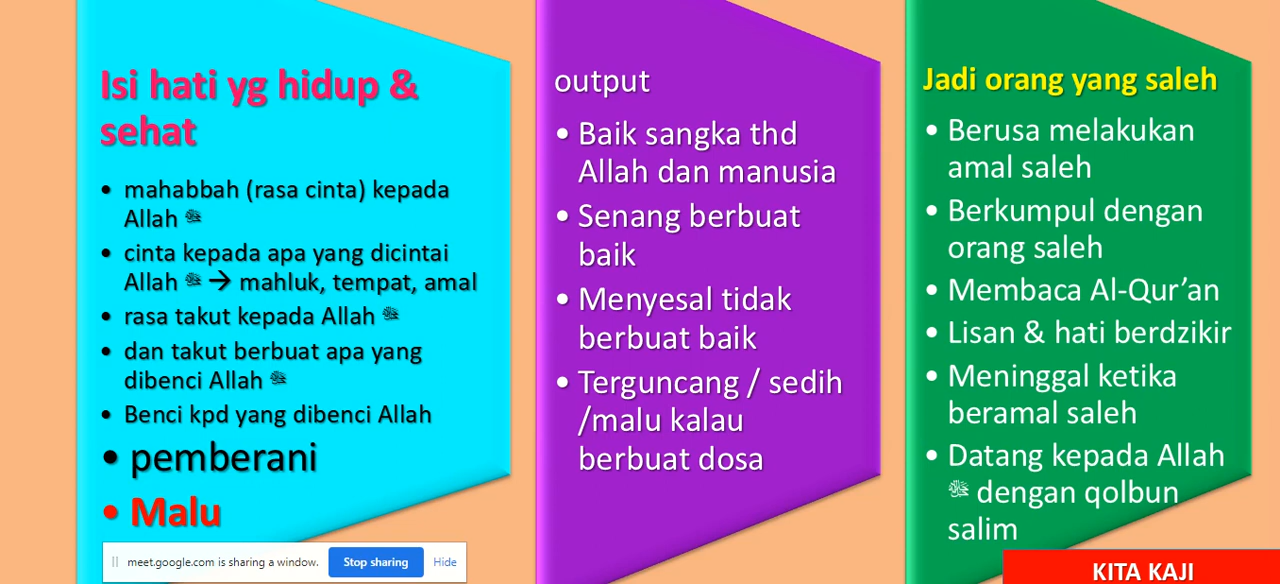 Isi hati yg hidup &
sehat
• mahabbah (rasa cinta) kepada
Allah ﷻ
• cinta kepada apa yang dicintai
Allah ﷻ → mahluk, tempat, amal
• rasa takut kepada Allah ﷻ
• dan takut berbuat apa yang
dibenci Allah ﷻ
• Benci kpd yang dibenci Allah
• pemberani
• Malu
output
• Baik sangka thd
Allah dan manusia
• Senang berbuat
baik
• Menyesal tidak
berbuat baik
• Terguncang / sedih
/malu kalau
berbuat dosa
Jadi orang yang saleh
• Berusa melakukan
amal saleh
• Berkumpul dengan
orang saleh
• Membaca Al-Qur’an
• Lisan & hati berdzikir
• Meninggal ketika
beramal saleh
• Datang kepada Allah
ﷻ dengan qolbun
salim
meet.google.com is sharing a window. Stop sharing Hide
KITA KAJI